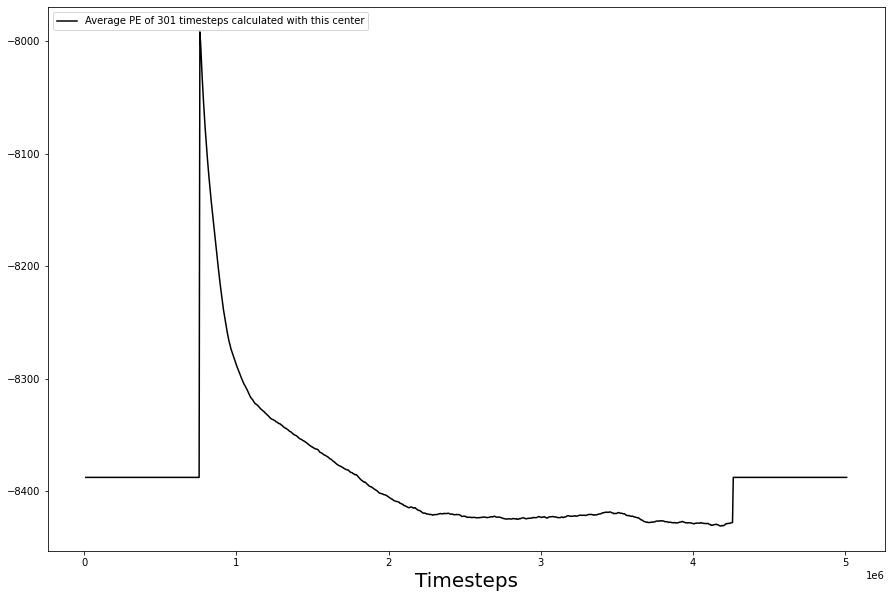 Average PE of 301 timesteps calculated with this center
−8000
−8100
−8200
−8300
−8400
0 1 2 3 4 5
1e6
Timesteps